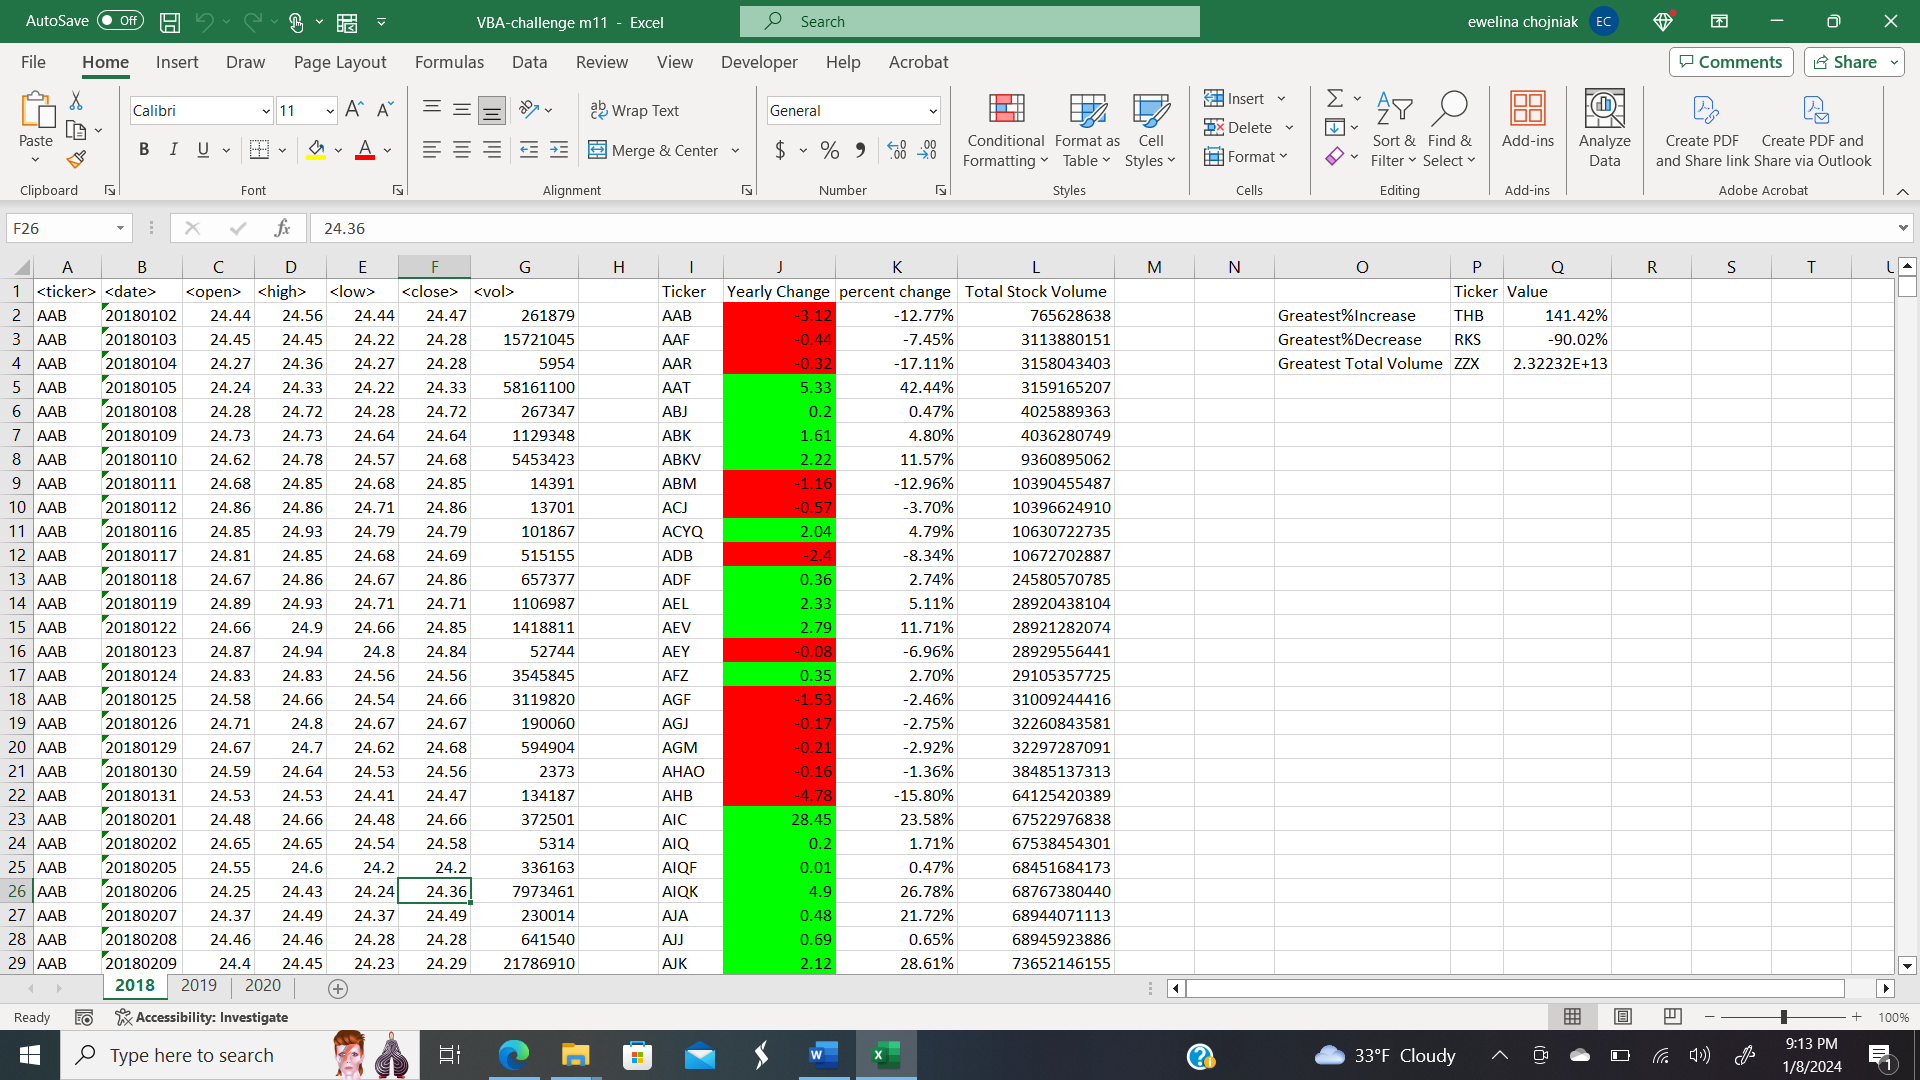 AutoSave Off VBA-challenge m11 - Excel Search ewelina chojniak EC
File Home Insert Draw Page Layout Formulas Data Review View Developer Help Acrobat Comments Share
Paste Calibri 11 B I U Wrap Text Merge & Center General $ % Conditional Formatting Format as Table Cell Styles Insert Delete Format Sort & Filter Find & Select Add-ins Analyze Data Create PDF and Share link Create PDF and Share via Outlook
Clipboard Font Alignment Number Styles Cells Editing Add-ins Adobe Acrobat
F26 fx 24.36
A B C D E F G H I J K L M N O P Q R S T U
1 <ticker> <date> <open> <high> <low> <close> <vol> Ticker Yearly Change percent change Total Stock Volume Ticker Value
2 AAB 20180102 24.44 24.56 24.44 24.47 261879 AAB -3.12 -12.77% 765628638 Greatest%Increase THB 141.42%
3 AAB 20180103 24.45 24.45 24.22 24.28 15721045 AAF -0.44 -7.45% 3113880151 Greatest%Decrease RKS -90.02%
4 AAB 20180104 24.27 24.36 24.27 24.28 5954 AAR -0.32 -17.11% 3158043403 Greatest Total Volume ZZX 2.32232E+13
5 AAB 20180105 24.24 24.33 24.22 24.33 58161100 AAT 5.33 42.44% 3159165207
6 AAB 20180108 24.28 24.72 24.28 24.72 267347 ABJ 0.2 0.47% 4025889363
7 AAB 20180109 24.73 24.73 24.64 24.64 1129348 ABK 1.61 4.80% 4036280749
8 AAB 20180110 24.62 24.78 24.57 24.68 5453423 ABKV 2.22 11.57% 9360895062
9 AAB 20180111 24.68 24.85 24.68 24.85 14391 ABM -1.16 -12.96% 10390455487
10 AAB 20180112 24.86 24.86 24.71 24.86 13701 ACJ -0.57 -3.70% 10396624910
11 AAB 20180116 24.85 24.93 24.79 24.79 101867 ACYQ 2.04 4.79% 10630722735
12 AAB 20180117 24.81 24.85 24.68 24.69 515155 ADB -2.4 -8.34% 10672702887
13 AAB 20180118 24.67 24.86 24.67 24.86 657377 ADF 0.36 2.74% 24580570785
14 AAB 20180119 24.89 24.93 24.71 24.71 1106987 AEL 2.33 5.11% 28920438104
15 AAB 20180122 24.66 24.9 24.66 24.85 1418811 AEV 2.79 11.71% 28921282074
16 AAB 20180123 24.87 24.94 24.8 24.84 52744 AEY -0.08 -6.96% 28929556441
17 AAB 20180124 24.83 24.83 24.56 24.56 3545845 AFZ 0.35 2.70% 29105357725
18 AAB 20180125 24.58 24.66 24.54 24.66 3119820 AGF -1.53 -2.46% 31009244416
19 AAB 20180126 24.71 24.8 24.67 24.67 190060 AGJ -0.17 -2.75% 32260843581
20 AAB 20180129 24.67 24.7 24.62 24.68 594904 AGM -0.21 -2.92% 32297287091
21 AAB 20180130 24.59 24.64 24.53 24.56 2373 AHAO -0.16 -1.36% 38485137313
22 AAB 20180131 24.53 24.53 24.41 24.47 134187 AHB -4.78 -15.80% 64125420389
23 AAB 20180201 24.48 24.66 24.48 24.66 372501 AIC 28.45 23.58% 67522976838
24 AAB 20180202 24.65 24.65 24.54 24.58 5314 AIQ 0.2 1.71% 67538454301
25 AAB 20180205 24.55 24.6 24.2 24.2 336163 AIQF 0.01 0.47% 68451684173
26 AAB 20180206 24.25 24.43 24.24 24.36 7973461 AIQK 4.9 26.78% 68767380440
27 AAB 20180207 24.37 24.49 24.37 24.49 230014 AJA 0.48 21.72% 68944071113
28 AAB 20180208 24.46 24.46 24.28 24.28 641540 AJJ 0.69 0.65% 68945923886
29 AAB 20180209 24.4 24.45 24.23 24.29 21786910 AJK 2.12 28.61% 73652146155
2018 2019 2020
Ready Accessibility: Investigate 100%
Type here to search 33°F Cloudy 9:13 PM
1/8/2024 1